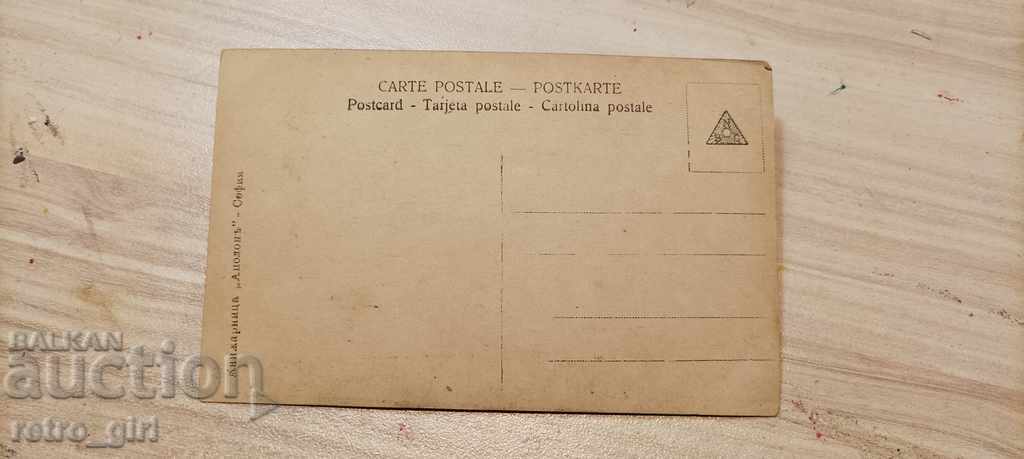 CARTE POSTALE — POSTKARTE
Postcard - Tarjeta postale - Cartolina postale
Книжарница „Аполонъ" - София
BALKAN
auction
retro_girl